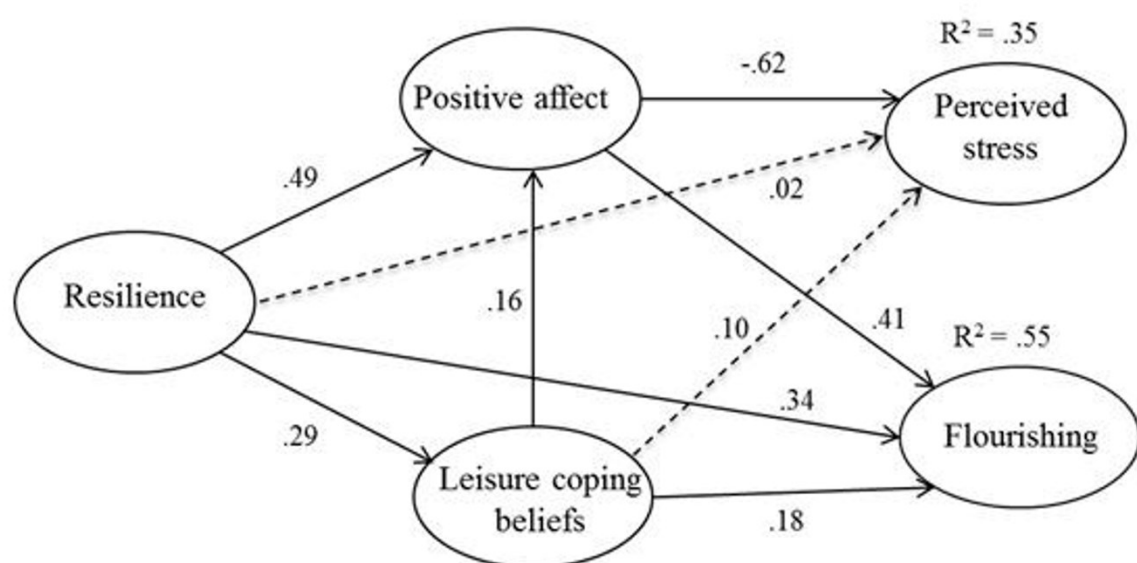 R² = .35
Positive affect
-.62
Perceived
stress
.49
.02
Resilience
.16
.10
.41
R² = .55
.34
.29
Flourishing
Leisure coping
beliefs
.18